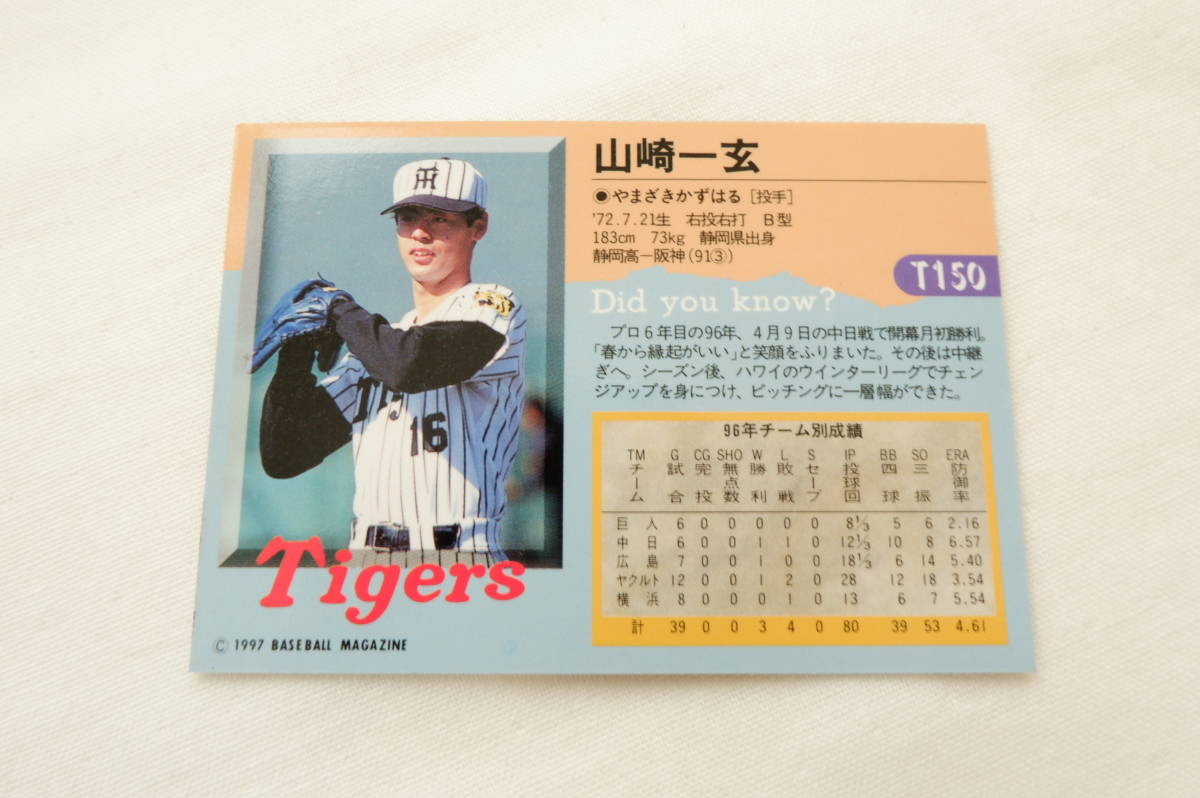 山崎一玄
●やまざきかずはる [投手]
'72.7.21生 右投右打 B型
183cm 73kg 静岡県出身
静岡高ー阪神(91③)
T150
Did you know?
プロ6年目の96年、4月9日の中日戦で開幕月初勝利。
「春から縁起がいい」と笑顔をふりまいた。その後は中継
ぎへ。シーズン後、ハワイのウインターリーグでチェン
ジアップを身につけ、ピッチングに一層幅ができた。
96年チーム別成績
TM G CG SHO W L S IP BB SO ERA
チーム 試合 完投 無点数 勝利 敗戦 セーブ 投球回 四球 三振 防御率
巨人 6 0 0 0 0 0 8⅓ 5 6 2.16
中日 6 0 0 1 1 0 12⅓ 10 8 6.57
広島 7 0 0 1 0 0 18⅓ 6 14 5.40
ヤクルト 12 0 0 1 2 0 28 12 18 3.54
横浜 8 0 0 0 1 0 13 6 7 5.54
計 39 0 0 3 4 0 80 39 53 4.61
TH
16
Tigers
© 1997 BASEBALL MAGAZINE